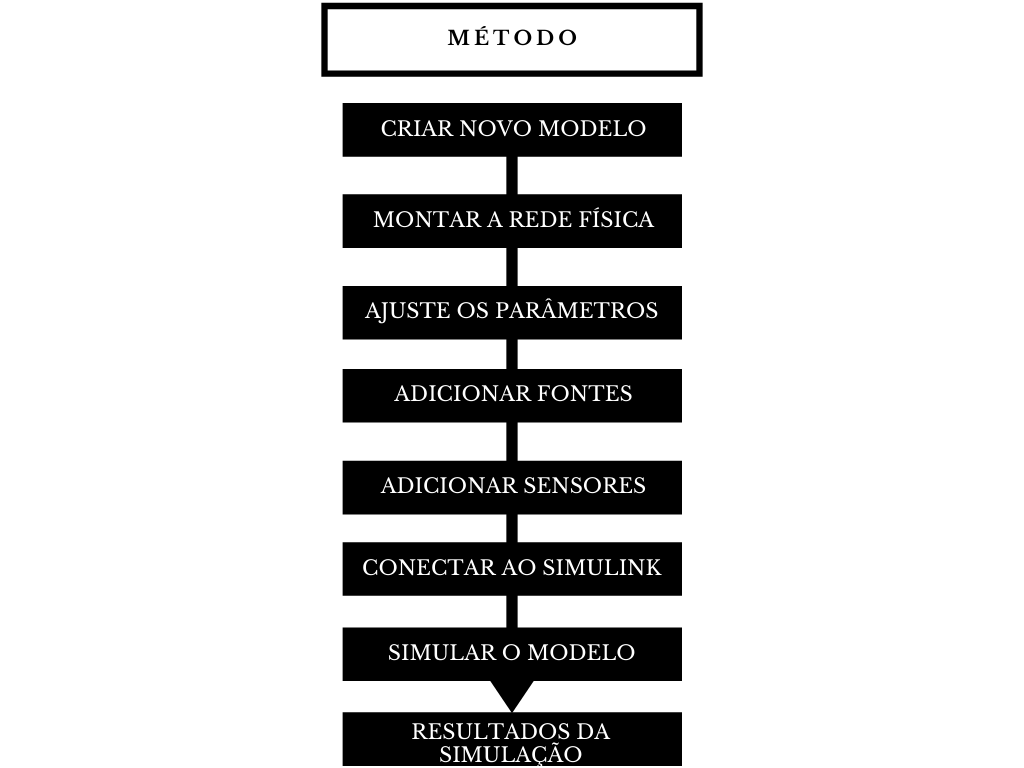 MÉTODO
CRIAR NOVO MODELO
MONTAR A REDE FÍSICA
AJUSTE OS PARÂMETROS
ADICIONAR FONTES
ADICIONAR SENSORES
CONECTAR AO SIMULINK
SIMULAR O MODELO
RESULTADOS DA
SIMULAÇÃO